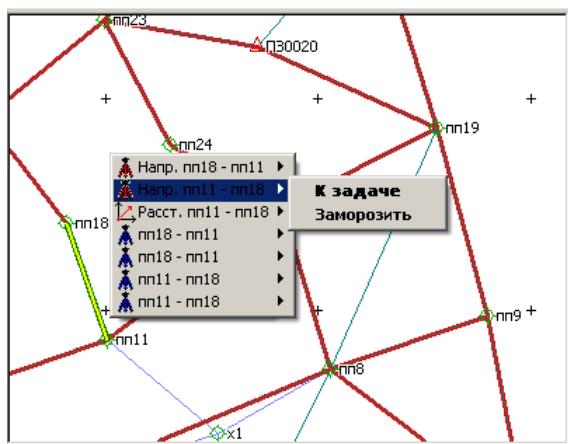 пп23
ПЗ0020
пп19
пп24
Напр. пп18 - пп11
Напр. пп11 - пп18
К задаче
Расст. пп11 - пп18
Заморозить
пп18
пп18 - пп11
пп18 - пп11
пп11 - пп18
пп11 - пп18
пп9
пп11
пп8
х1